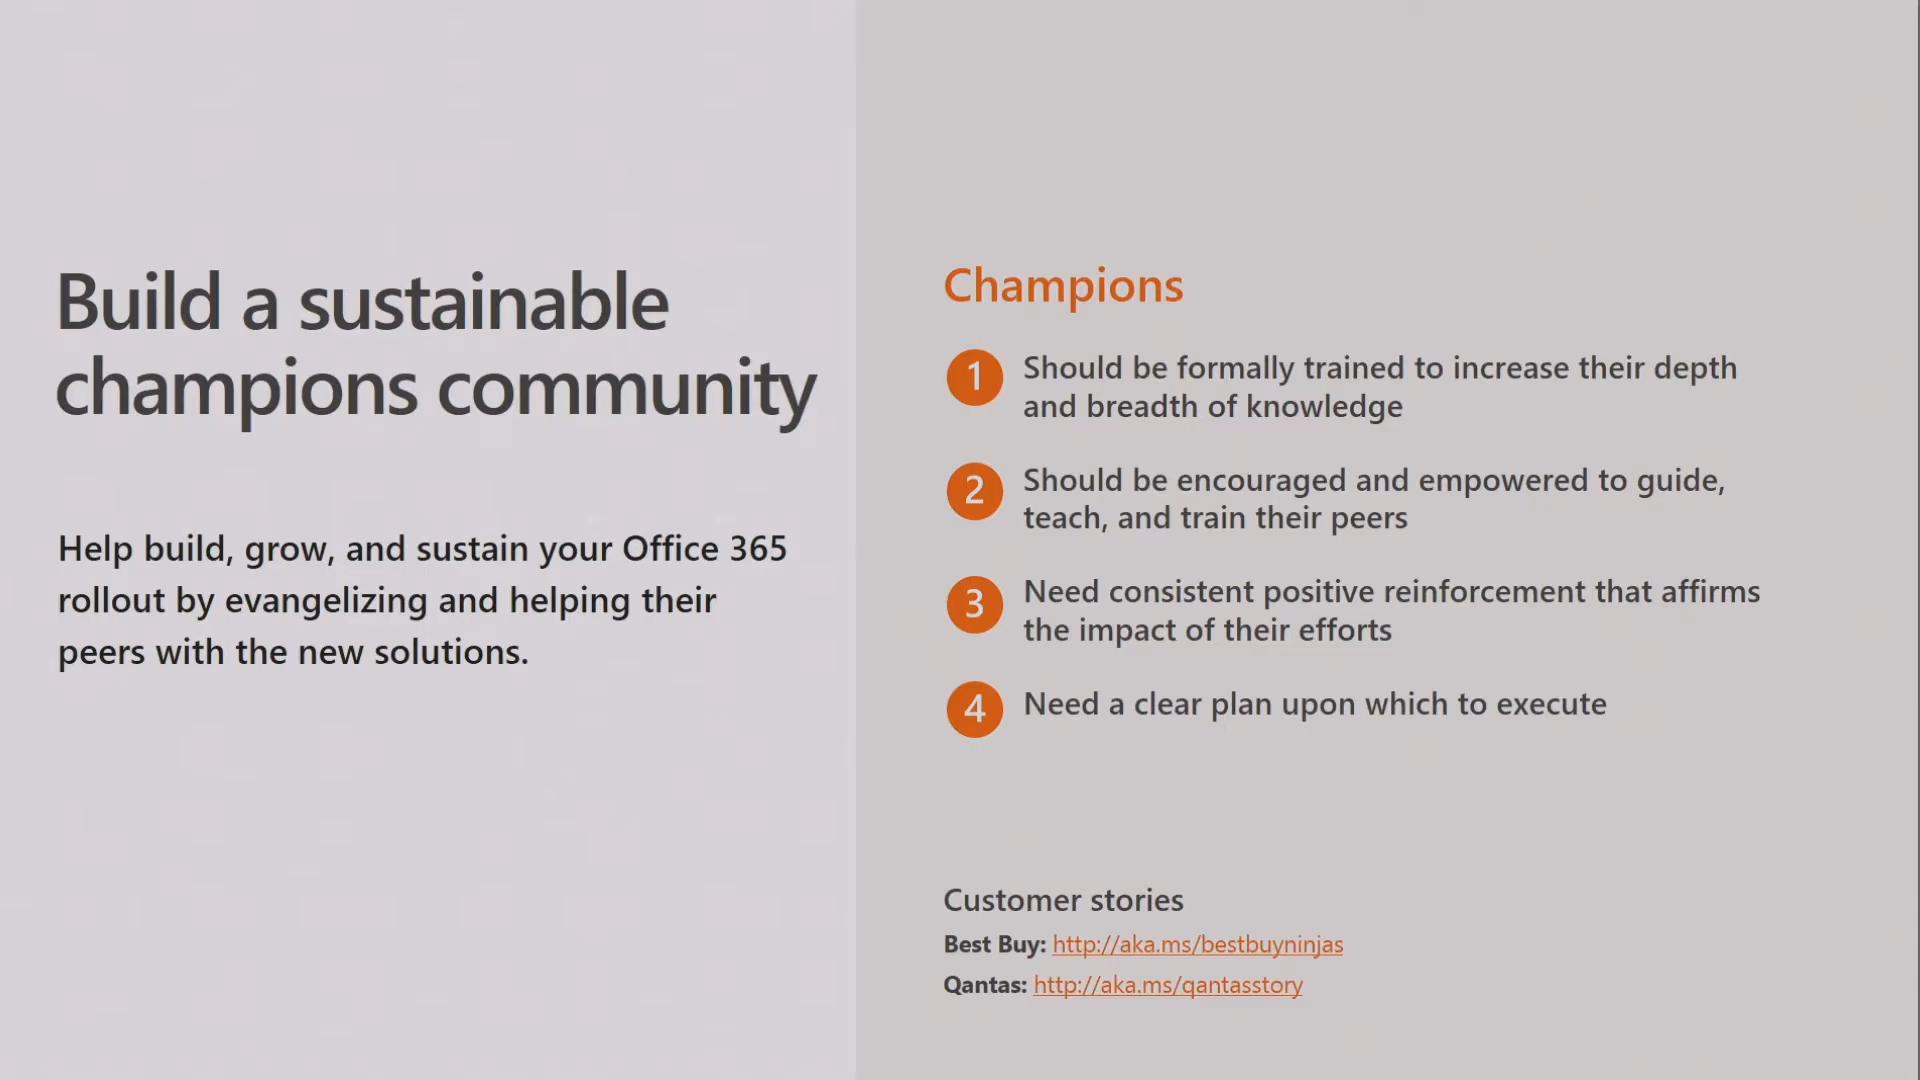 Build a sustainable
champions community
Help build, grow, and sustain your Office 365
rollout by evangelizing and helping their
peers with the new solutions.
Champions
1 Should be formally trained to increase their depth
and breadth of knowledge
2 Should be encouraged and empowered to guide,
teach, and train their peers
3 Need consistent positive reinforcement that affirms
the impact of their efforts
4 Need a clear plan upon which to execute
Customer stories
Best Buy: http://aka.ms/bestbuyninjas
Qantas: http://aka.ms/qantasstory